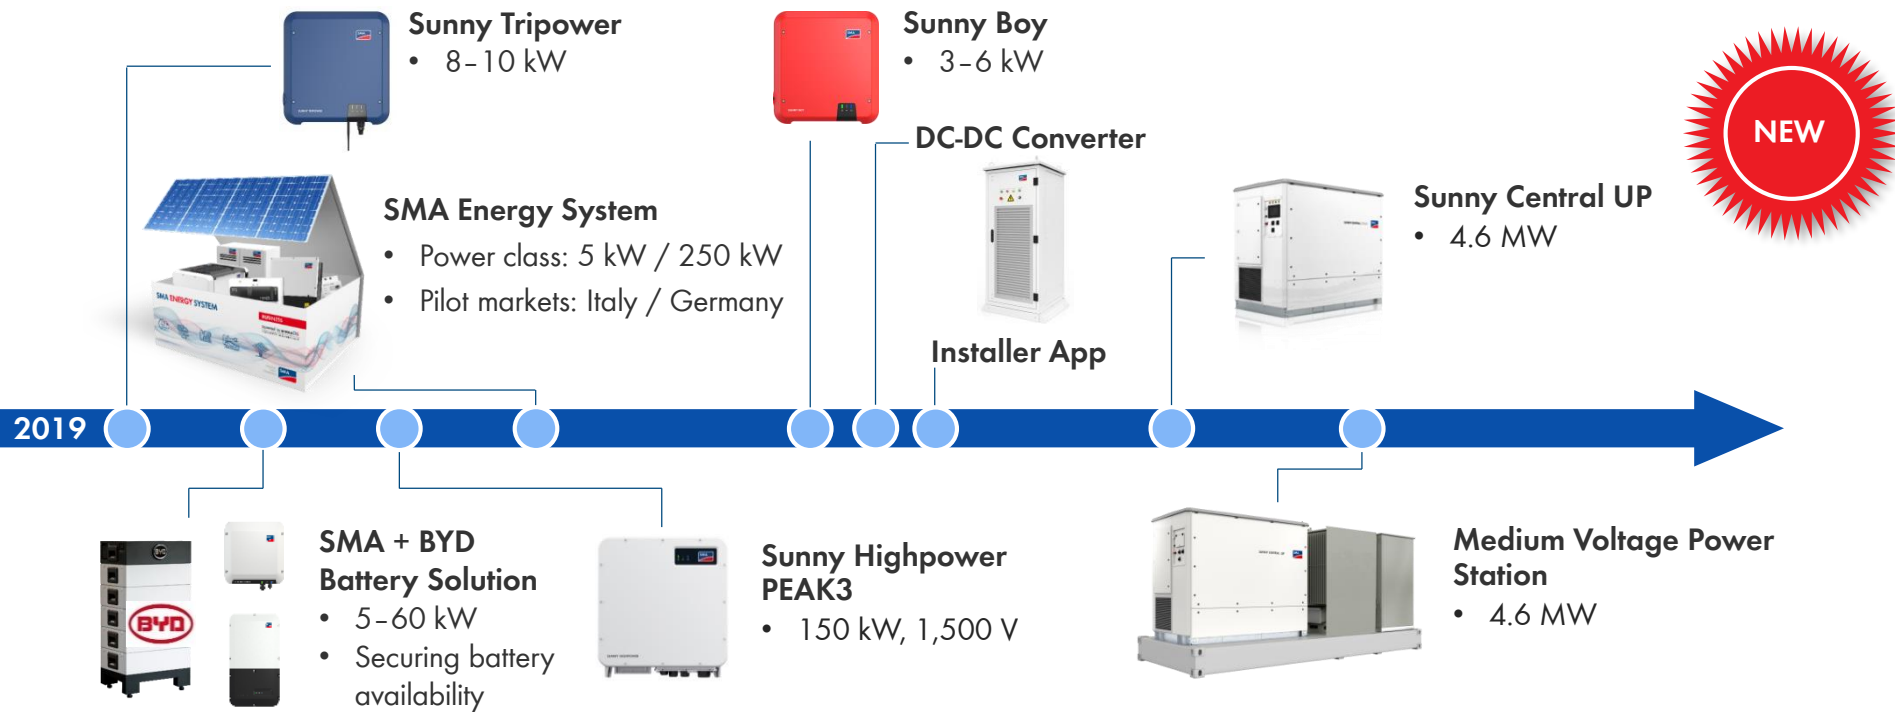 Sunny Tripower
• 8–10 kW
Sunny Boy
• 3–6 kW
NEW
DC-DC Converter
SMA Energy System
• Power class: 5 kW / 250 kW
• Pilot markets: Italy / Germany
SMA ENERGY SYSTEM
Sunny Central UP
• 4.6 MW
Installer App
2019
SMA + BYD
Battery Solution
• 5–60 kW
• Securing battery
availability
BYD
Sunny Highpower
PEAK3
• 150 kW, 1,500 V
Medium Voltage Power
Station
• 4.6 MW